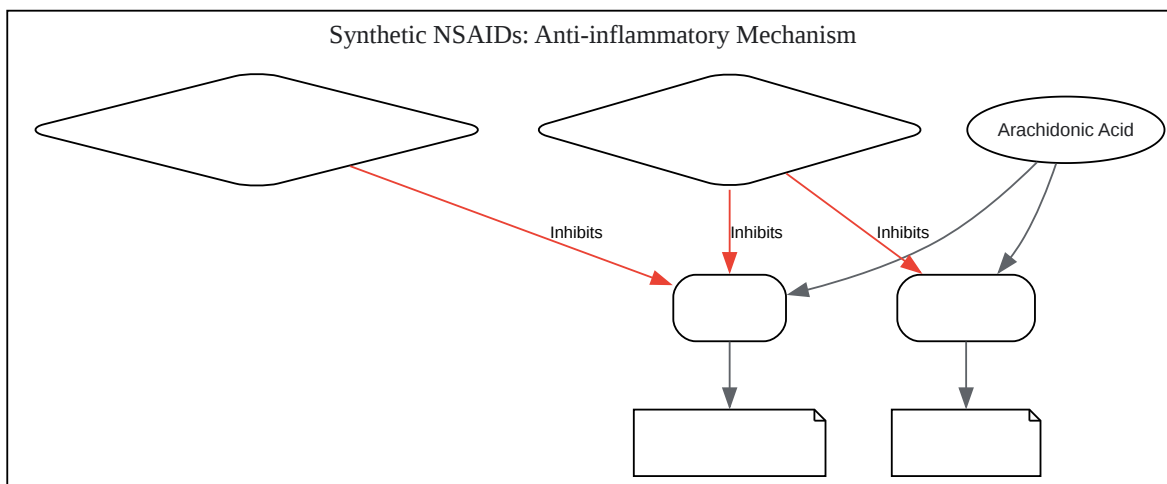 Synthetic NSAIDs: Anti-inflammatory Mechanism
Arachidonic Acid
Inhibits
Inhibits
Inhibits